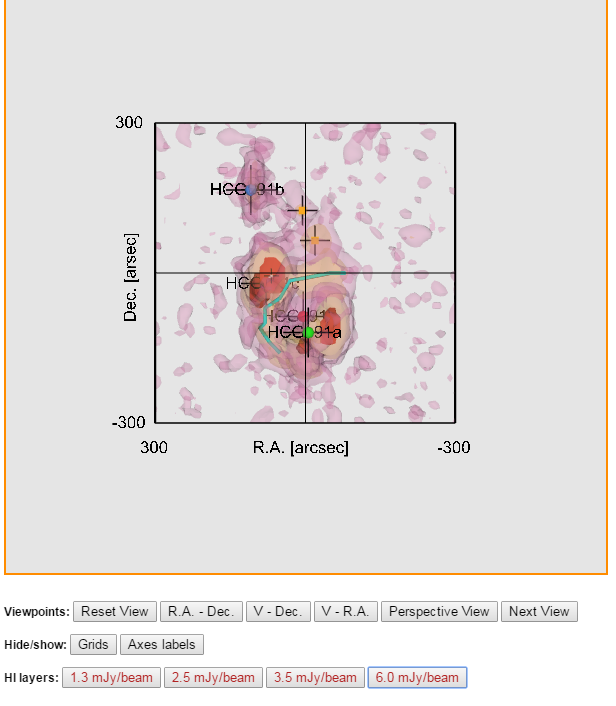 300
HCG 91b
Dec. [arsec]
HCG 91a
-300
300
R.A. [arcsec]
-300
Viewpoints: Reset View R.A. - Dec. V - Dec. V - R.A. Perspective View Next View
Hide/show: Grids Axes labels
HI layers: 1.3 mJy/beam 2.5 mJy/beam 3.5 mJy/beam 6.0 mJy/beam